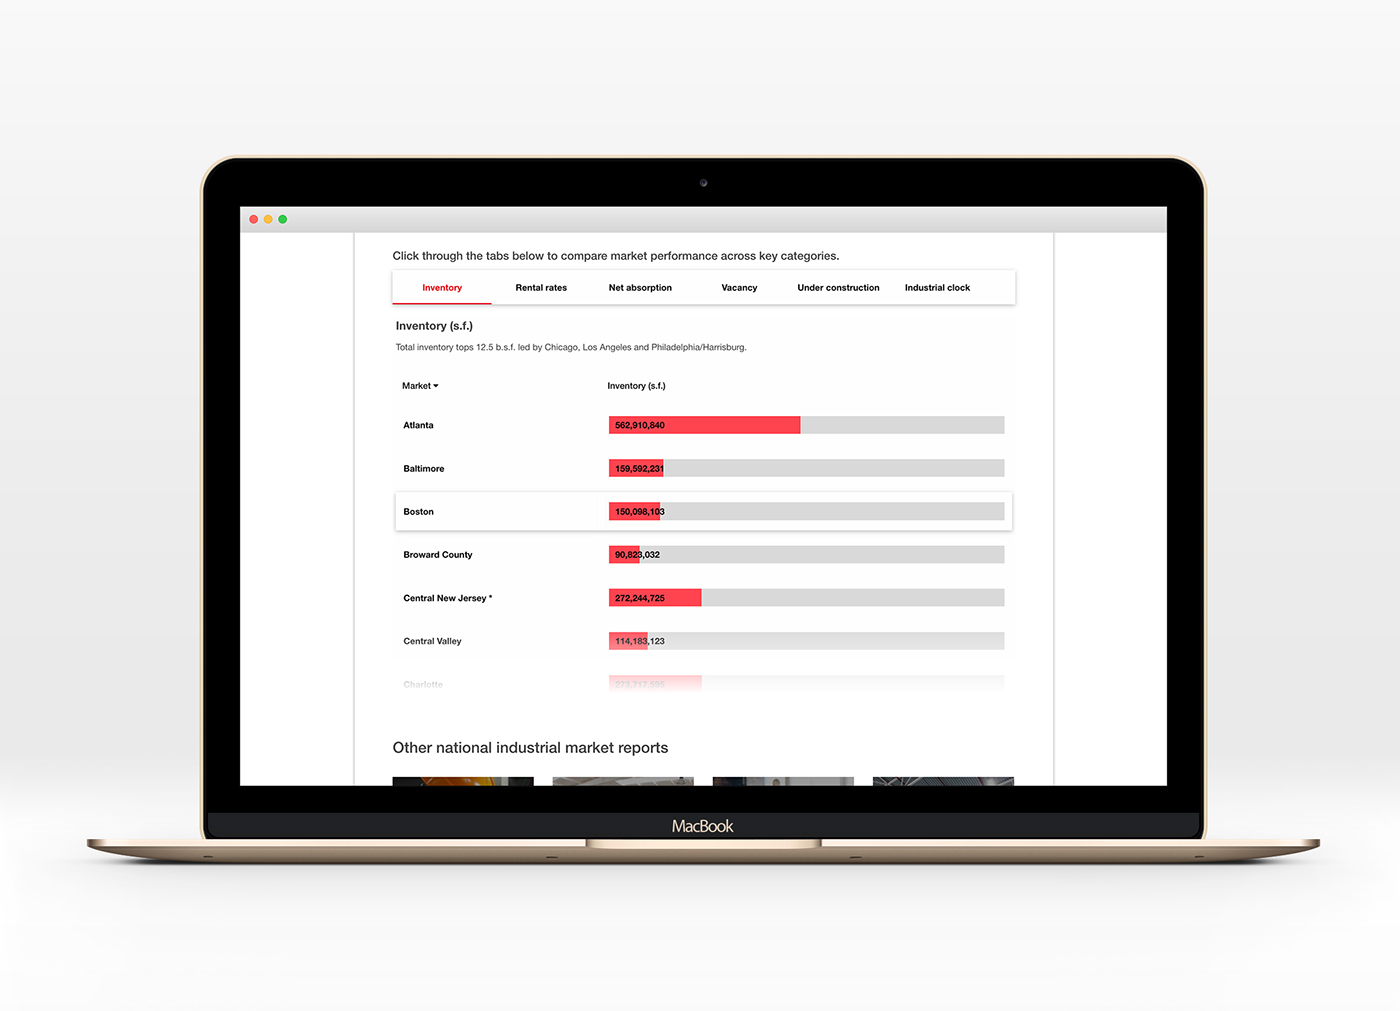 Click through the tabs below to compare market performance across key categories.
Inventory Rental rates Net absorption Vacancy Under construction Industrial clock
Inventory (s.f.)
Total inventory tops 12.5 b.s.f. led by Chicago, Los Angeles and Philadelphia/Harrisburg.
Market Inventory (s.f.)
Atlanta 562,910,840
Baltimore 159,592,231
Boston 150,098,103
Broward County 90,823,032
Central New Jersey * 272,244,725
Central Valley 114,183,123
Charlotte
Other national industrial market reports
MacBook